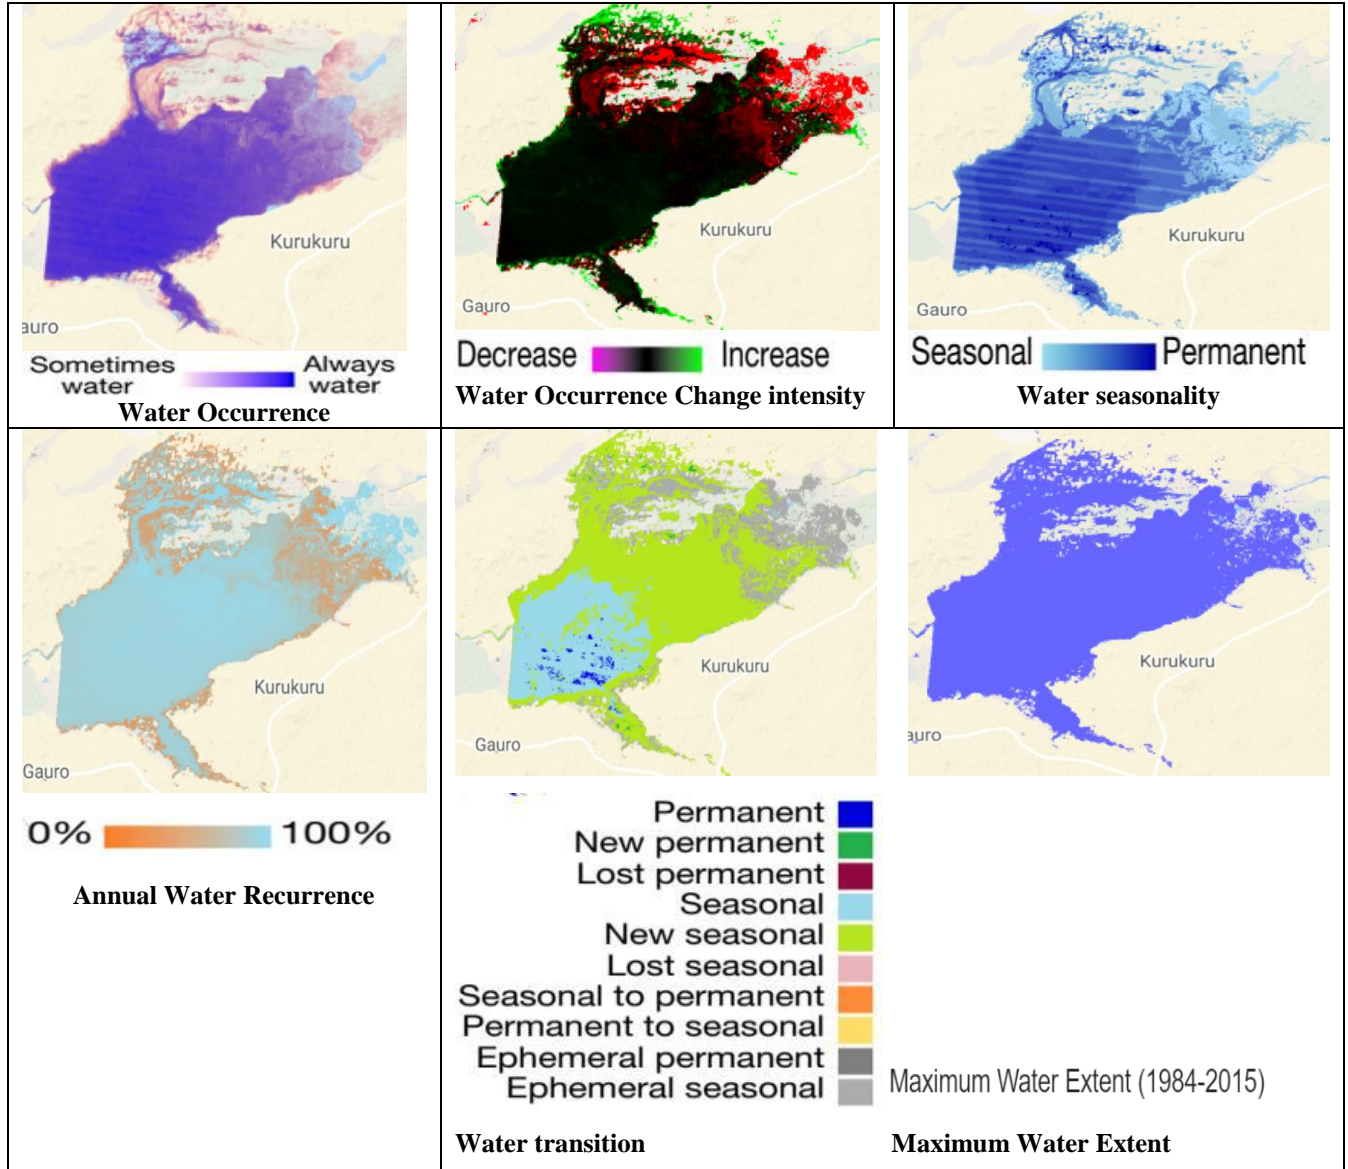 Kurukuru
auro
Sometimes water
Always water
Water Occurrence
Kurukuru
Gauro
Decrease
Increase
Water Occurrence Change intensity
Kurukuru
Gauro
Seasonal
Permanent
Water seasonality
Kurukuru
Gauro
0%
100%
Annual Water Recurrence
Kurukuru
Gauro
Permanent
New permanent
Lost permanent
Seasonal
New seasonal
Lost seasonal
Seasonal to permanent
Permanent to seasonal
Ephemeral permanent
Ephemeral seasonal
Water transition
Kurukuru
auro
Maximum Water Extent (1984-2015)
Maximum Water Extent